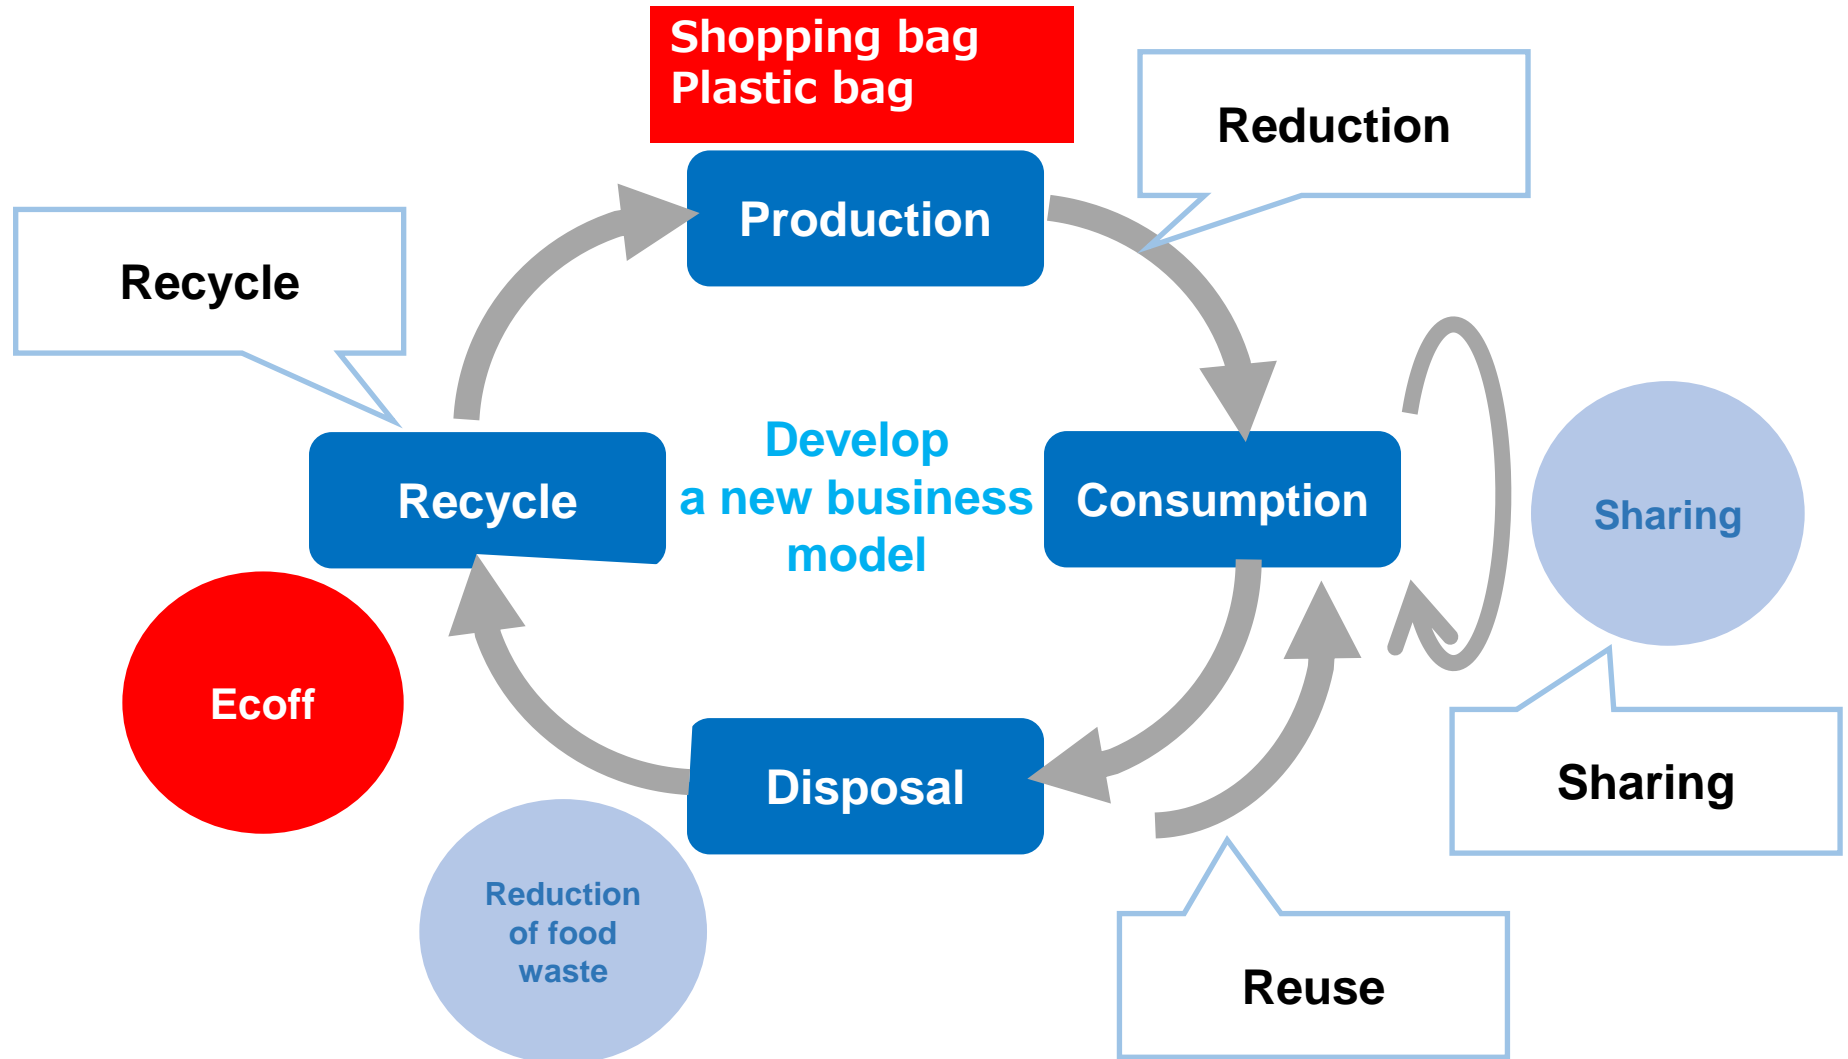 Shopping bag
Plastic bag
Reduction
Production
Recycle
Develop
a new business
model
Recycle
Consumption
Sharing
Ecoff
Disposal
Sharing
Reduction
of food
waste
Reuse